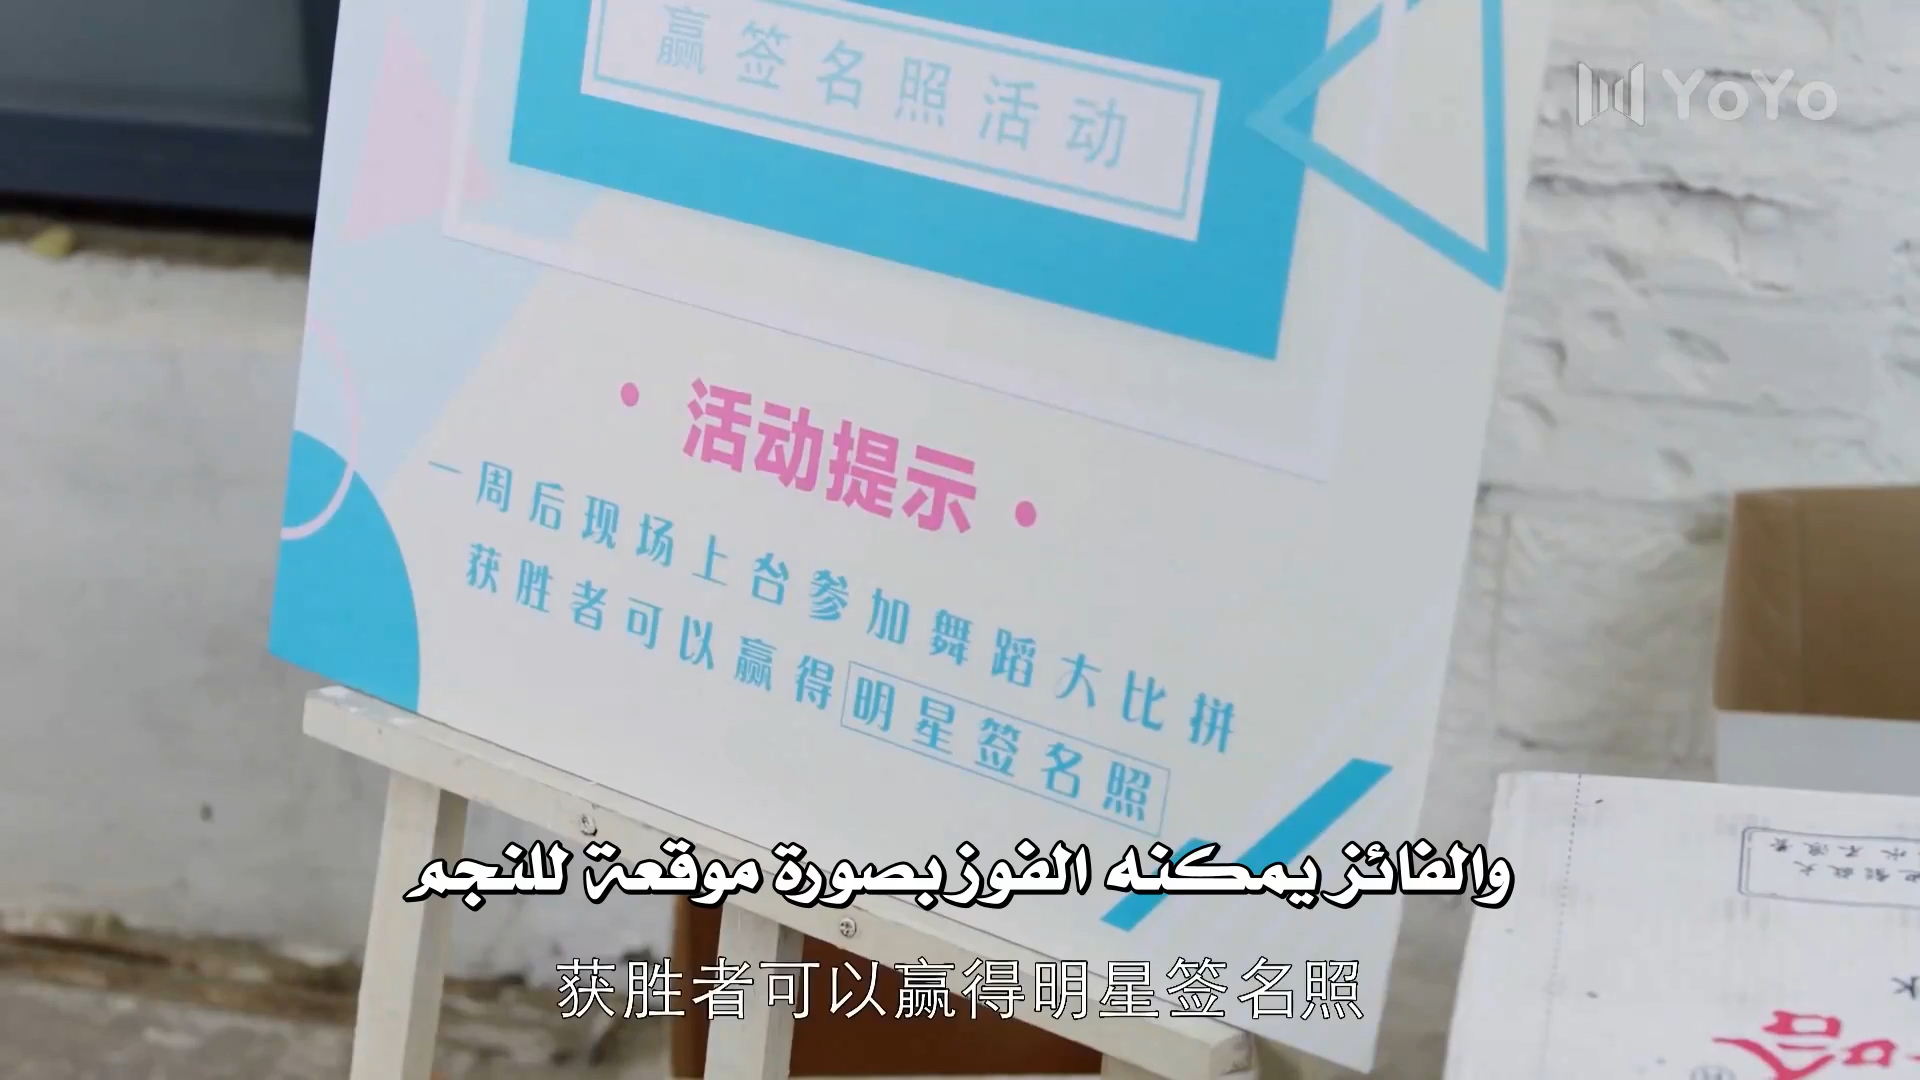 赢签名照活动
YoYo
· 活动提示 ·
一周后现场上台参加舞蹈大比拼
获胜者可以赢得明星签名照
والفائز يمكنه الفوز بصورة موقعة للنجم
获胜者可以赢得明星签名照